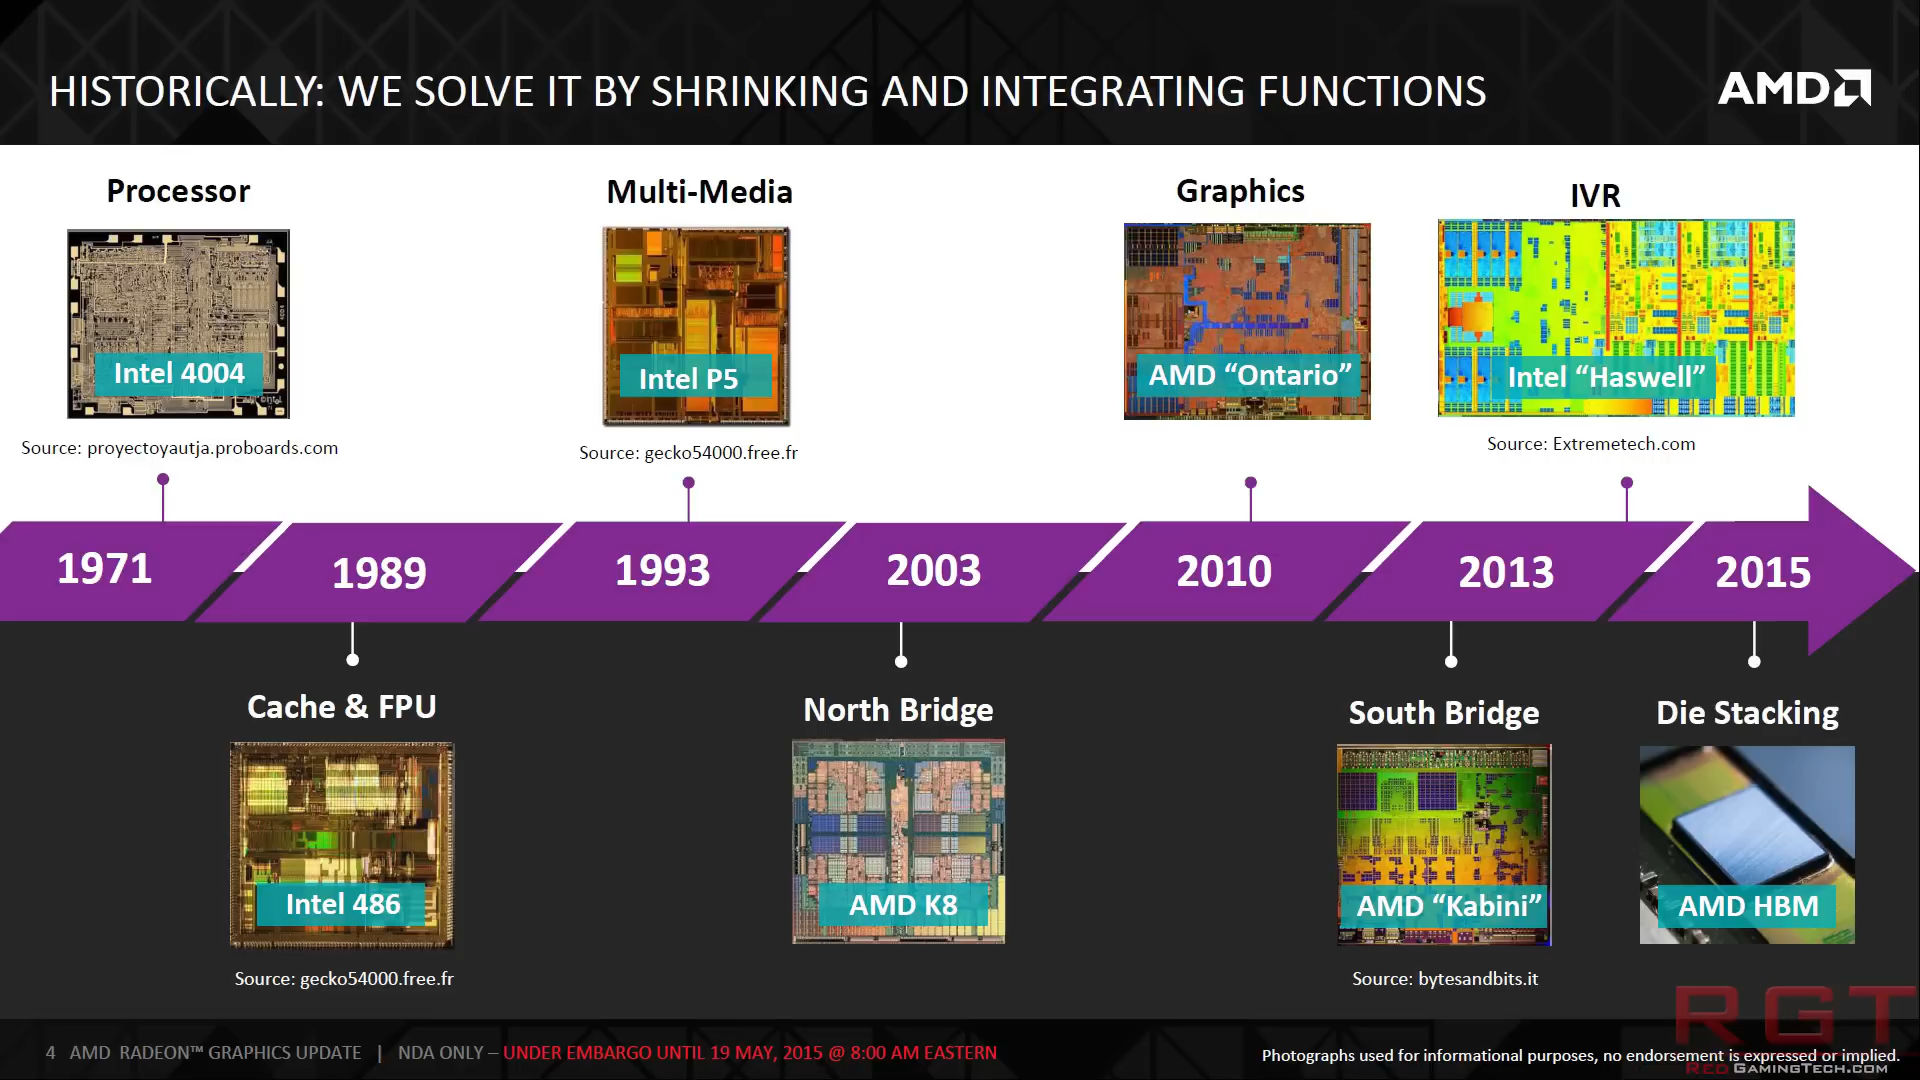 HISTORICALLY: WE SOLVE IT BY SHRINKING AND INTEGRATING FUNCTIONS
AMD
Processor
Multi-Media
Graphics
IVR
Intel 4004
Intel P5
AMD “Ontario”
Intel “Haswell”
Source: proyectoyautja.proboards.com
Source: gecko54000.free.fr
Source: Extremetech.com
1971
1989
1993
2003
2010
2013
2015
Cache & FPU
North Bridge
South Bridge
Die Stacking
Intel 486
AMD K8
AMD “Kabini”
AMD HBM
Source: gecko54000.free.fr
Source: bytesandbits.it
RGT
4 AMD RADEON™ GRAPHICS UPDATE | NDA ONLY – UNDER EMBARGO UNTIL 19 MAY, 2015 @ 8:00 AM EASTERN
Photographs used for informational purposes, no endorsement is expressed or implied.
RED GAMINGTECH.COM